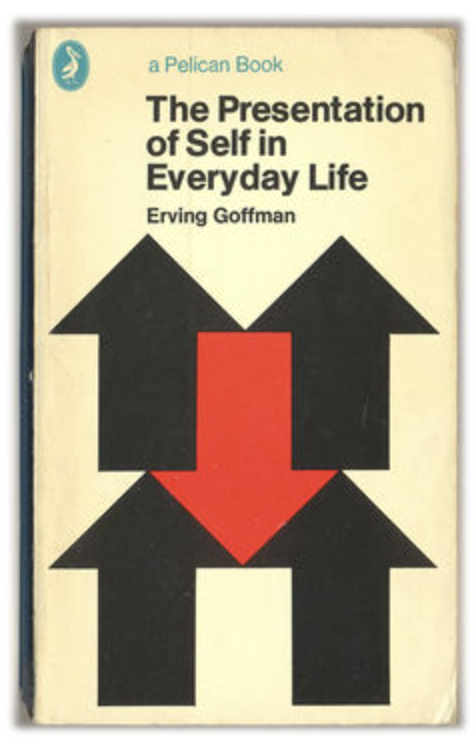 a Pelican Book
The Presentation
of Self in
Everyday Life
Erving Goffman